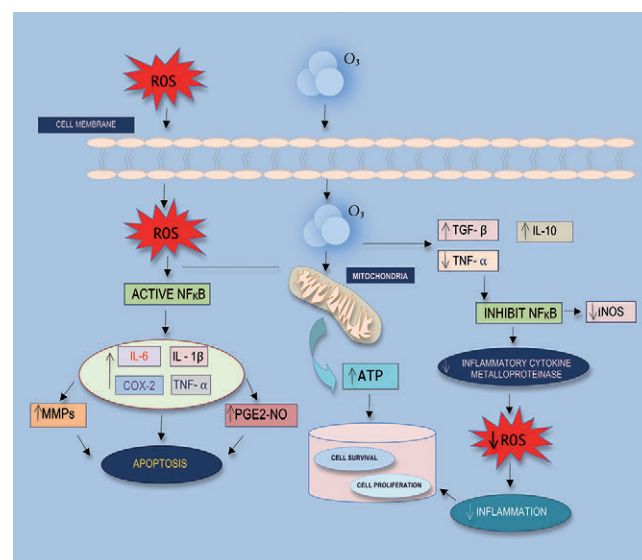 ROS
O₃
CELL MEMBRANE
ROS
O₃
↑ TGF- β
↑ IL-10
↓ TNF- α
MITOCHONDRIA
ACTIVE NFκB
INHIBIT NFκB
↓ iNOS
↑ IL-6
IL - 1β
COX-2
TNF- α
↑ ATP
↓ INFLAMMATORY CYTOKINE
METALLOPROTEINASE
↑ MMPs
↑ PGE2-NO
↓ ROS
APOPTOSIS
CELL SURVIVAL
CELL PROLIFERATION
↓ INFLAMMATION